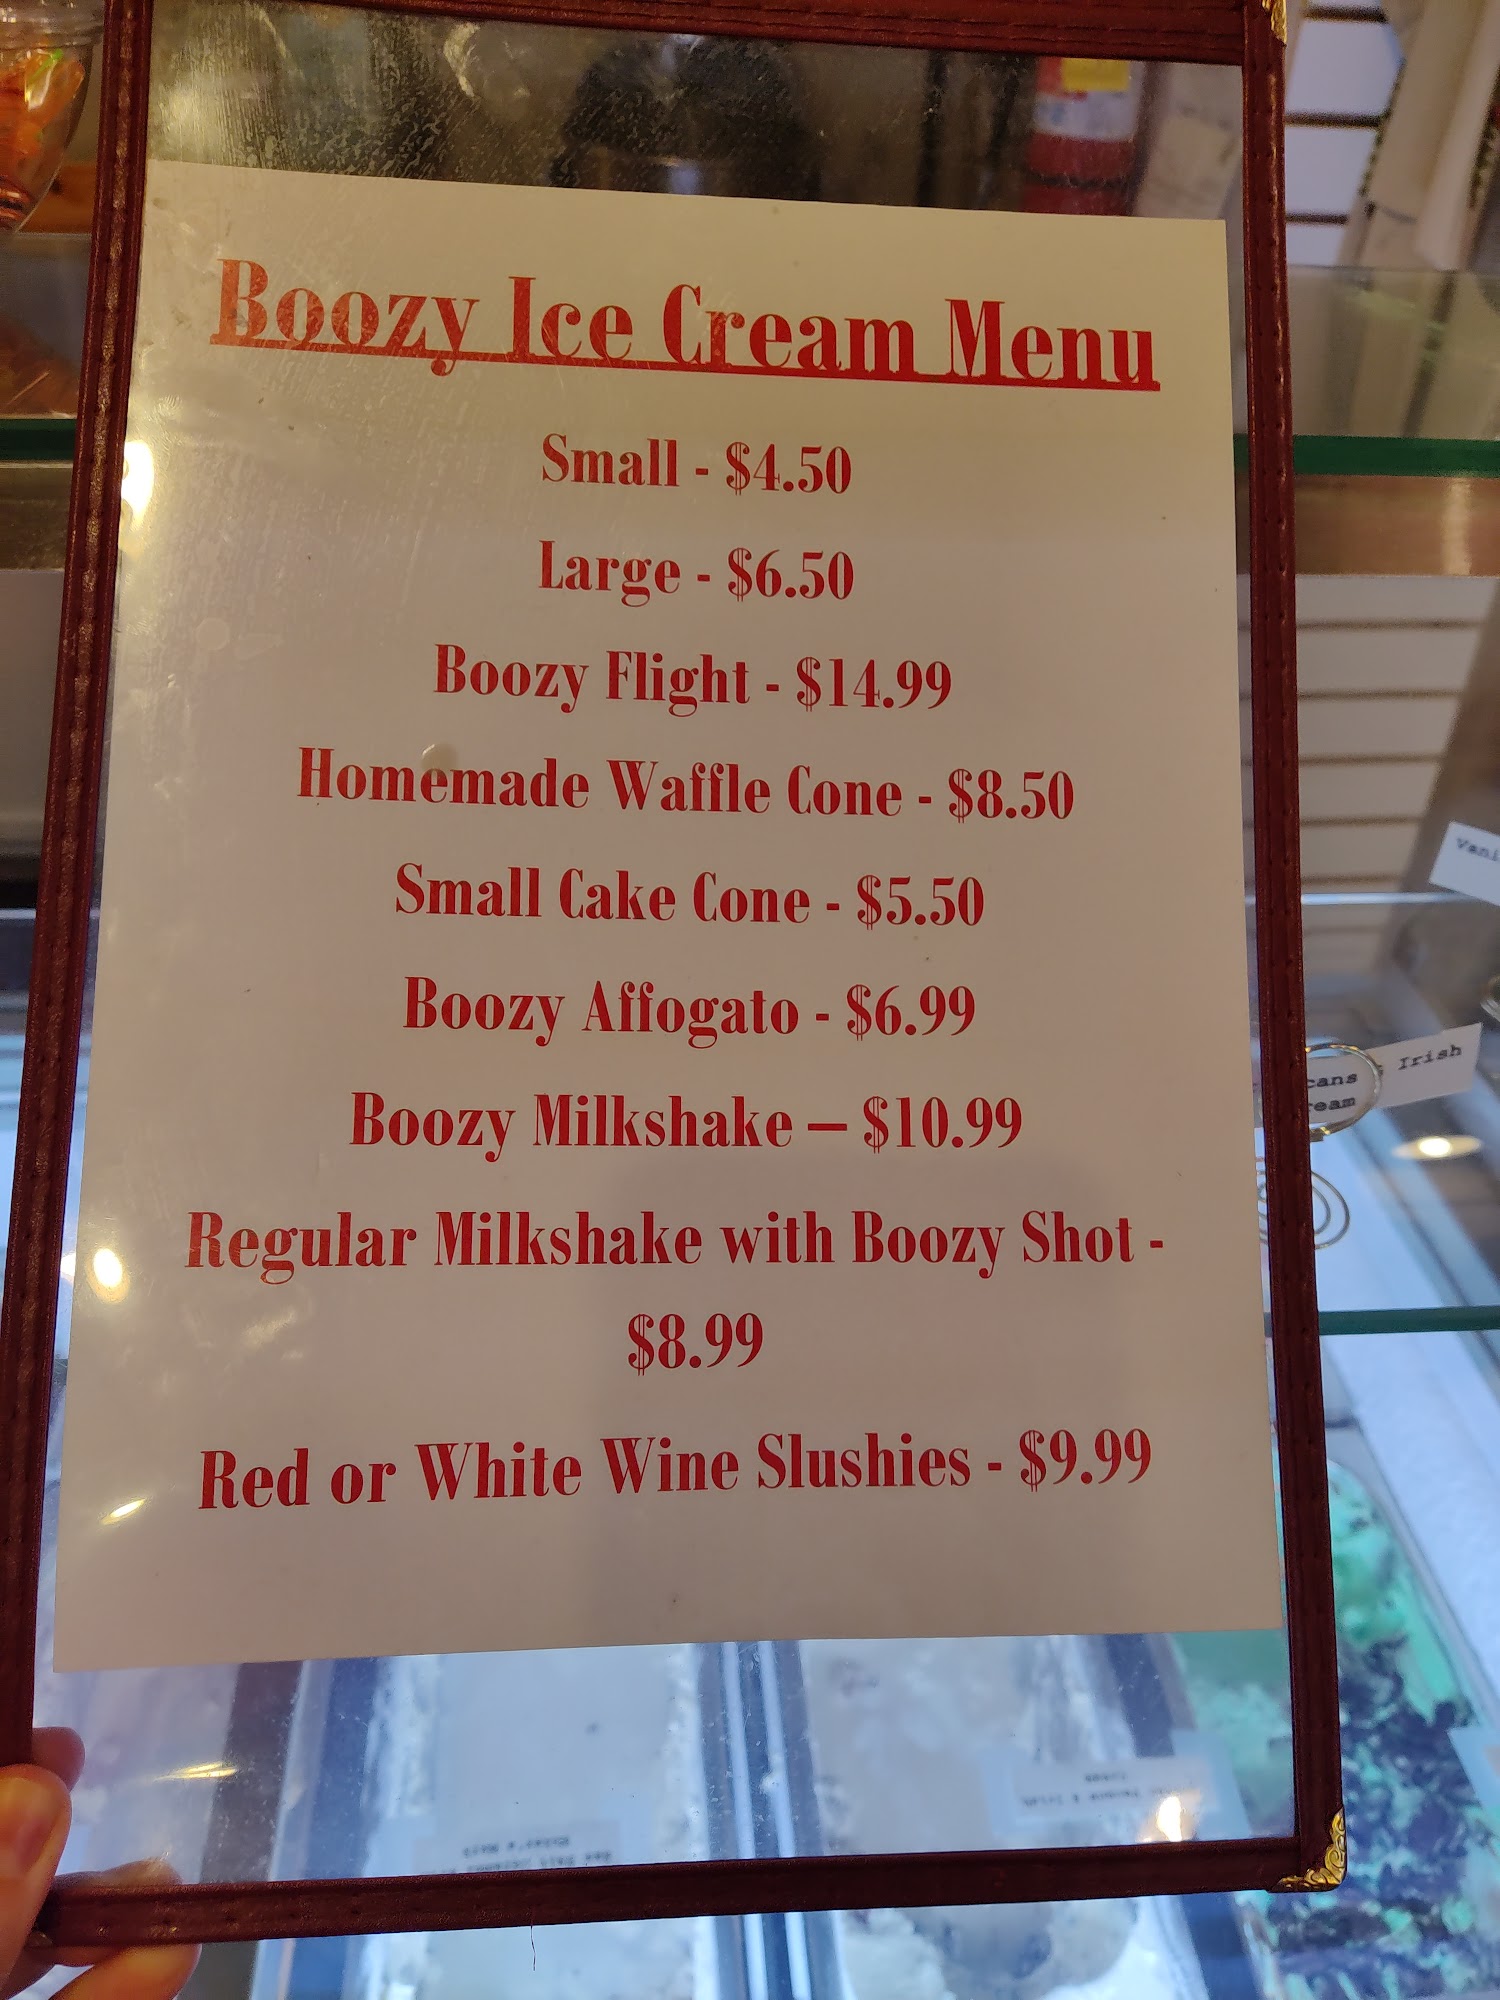 Boozy Ice Cream Menu
Small - $4.50
Large - $6.50
Boozy Flight - $14.99
Homemade Waffle Cone - $8.50
Small Cake Cone - $5.50
Boozy Affogato - $6.99
Boozy Milkshake – $10.99
Regular Milkshake with Boozy Shot -
$8.99
Red or White Wine Slushies - $9.99
Irish